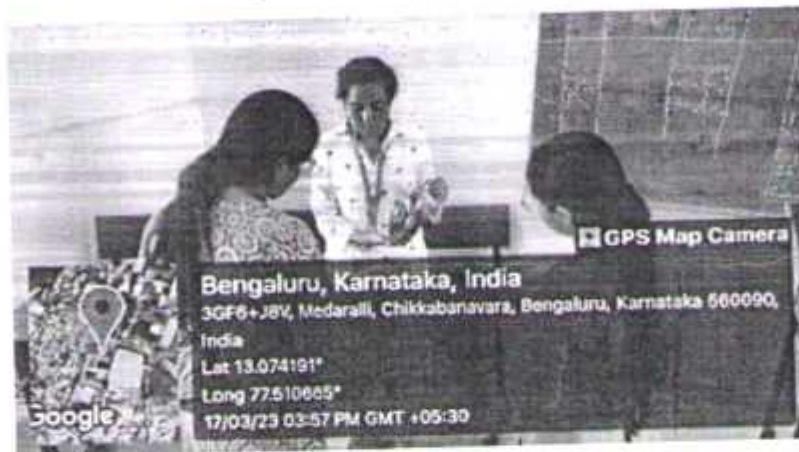 GPS Map Camera
Bengaluru, Karnataka, India
3GF6+J8V, Medaralli, Chikkabanavara, Bengaluru, Karnataka 560090,
India
Lat 13.074191°
Long 77.510665°
17/03/23 03:57 PM GMT +05:30
Google